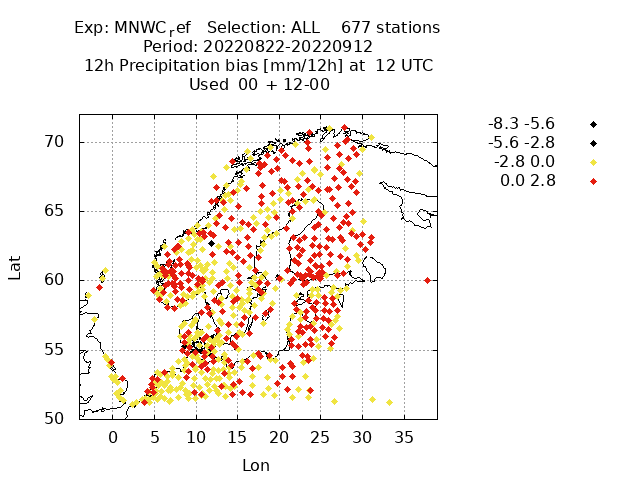 Exp: MNWC_ref Selection: ALL 677 stations
Period: 20220822-20220912
12h Precipitation bias [mm/12h] at 12 UTC
Used 00 + 12-00
-8.3 -5.6
-5.6 -2.8
-2.8 0.0
0.0 2.8
70
65
60
55
50
Lat
0 5 10 15 20 25 30 35
Lon